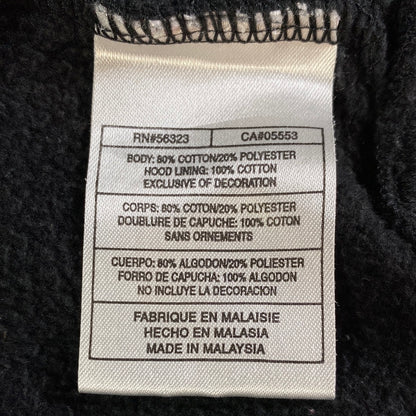 RN#56323 CA#05553
BODY: 80% COTTON/20% POLYESTER
HOOD LINING: 100% COTTON
EXCLUSIVE OF DECORATION
CORPS: 80% COTON/20% POLYESTER
DOUBLURE DE CAPUCHE: 100% COTON
SANS ORNEMENTS
CUERPO: 80% ALGODON/20% POLIESTER
FORRO DE CAPUCHA: 100% ALGODON
NO INCLUYE LA DECORACION
FABRIQUE EN MALAISIE
HECHO EN MALASIA
MADE IN MALAYSIA